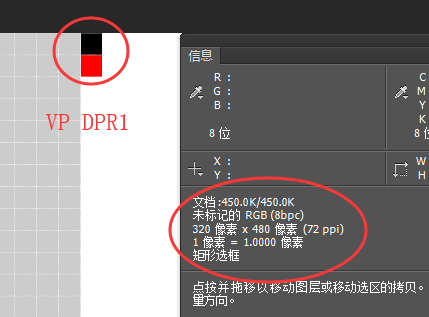 VP DPR1
信息
R :
G :
B :
8 位
C
M
Y
K
8 位
X :
Y :
W
H
文档:450.0K/450.0K
未标记的 RGB (8bpc)
320 像素 x 480 像素 (72 ppi)
1 像素 = 1.0000 像素
矩形选框
点按并拖移以移动图层或移动选区的拷贝。
量方向。